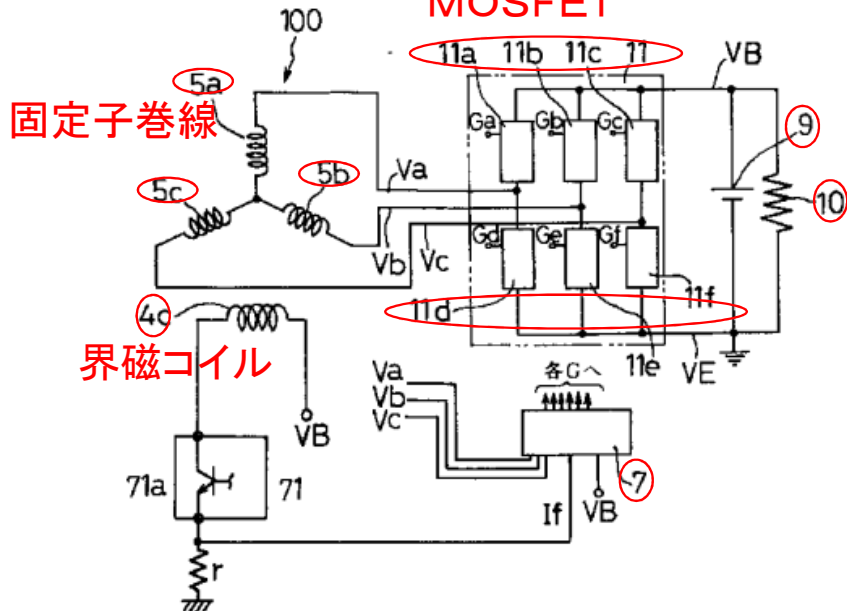 MOSFET
100
11a 11b 11c 11 VB
5a
固定子巻線
Ga Gb Gc
9
5c 5b
Va
10
Vb Vc
Gd Ge Gf
4c
11d 11f
界磁コイル
11e VE
各Gへ
Va
Vb
Vc
VB
71a 71
7
If VB
r